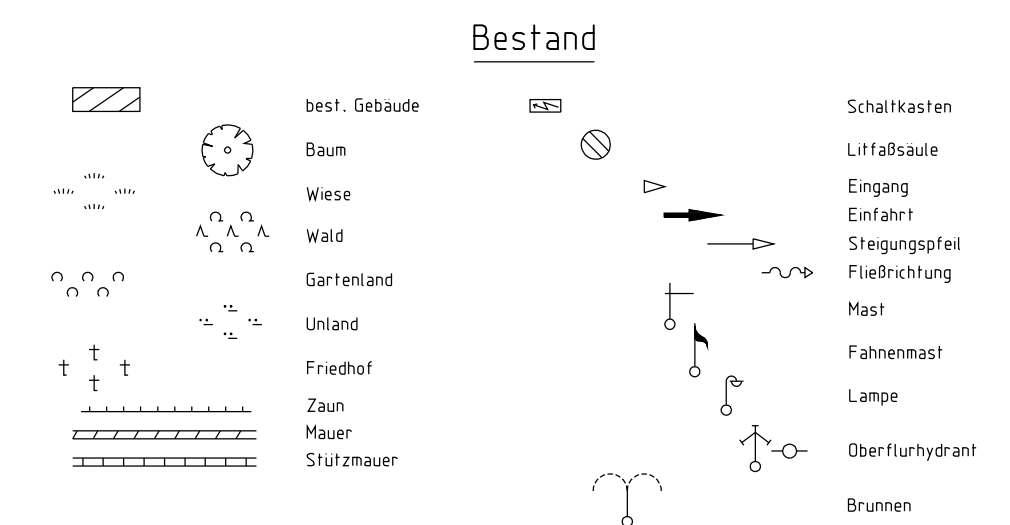 Bestand
best. Gebäude
Baum
Wiese
Wald
Gartenland
Unland
Friedhof
Zaun
Mauer
Stützmauer
Schaltkasten
Litfaßsäule
Eingang
Einfahrt
Steigungspfeil
Fließrichtung
Mast
Fahnenmast
Lampe
Oberflurhydrant
Brunnen